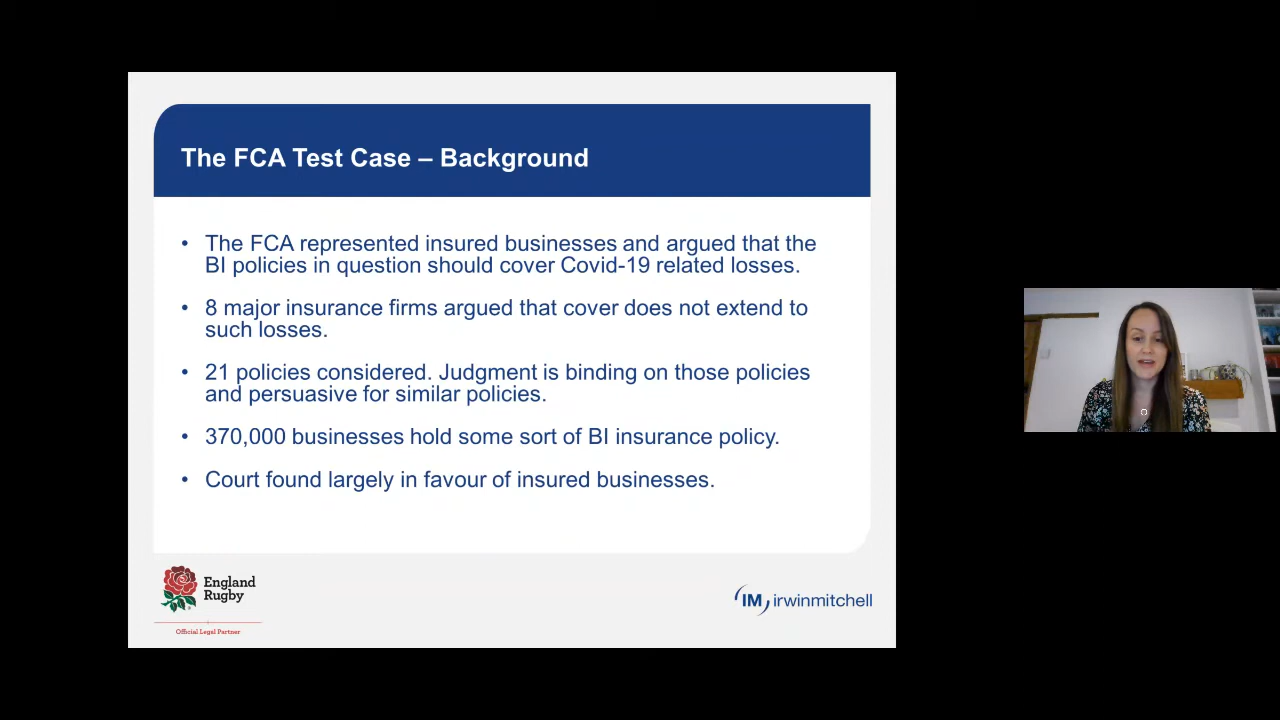 The FCA Test Case – Background
• The FCA represented insured businesses and argued that the
BI policies in question should cover Covid-19 related losses.
• 8 major insurance firms argued that cover does not extend to
such losses.
• 21 policies considered. Judgment is binding on those policies
and persuasive for similar policies.
• 370,000 businesses hold some sort of BI insurance policy.
• Court found largely in favour of insured businesses.
England
Rugby
Official Legal Partner
IM irwinmitchell